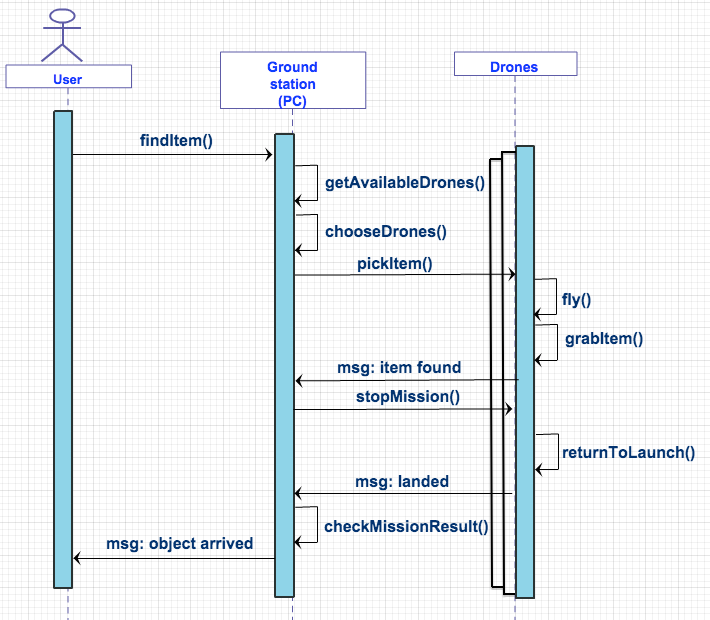 User
Ground
station
(PC)
Drones
findItem()
getAvailableDrones()
chooseDrones()
pickItem()
fly()
grabItem()
msg: item found
stopMission()
returnToLaunch()
msg: landed
checkMissionResult()
msg: object arrived